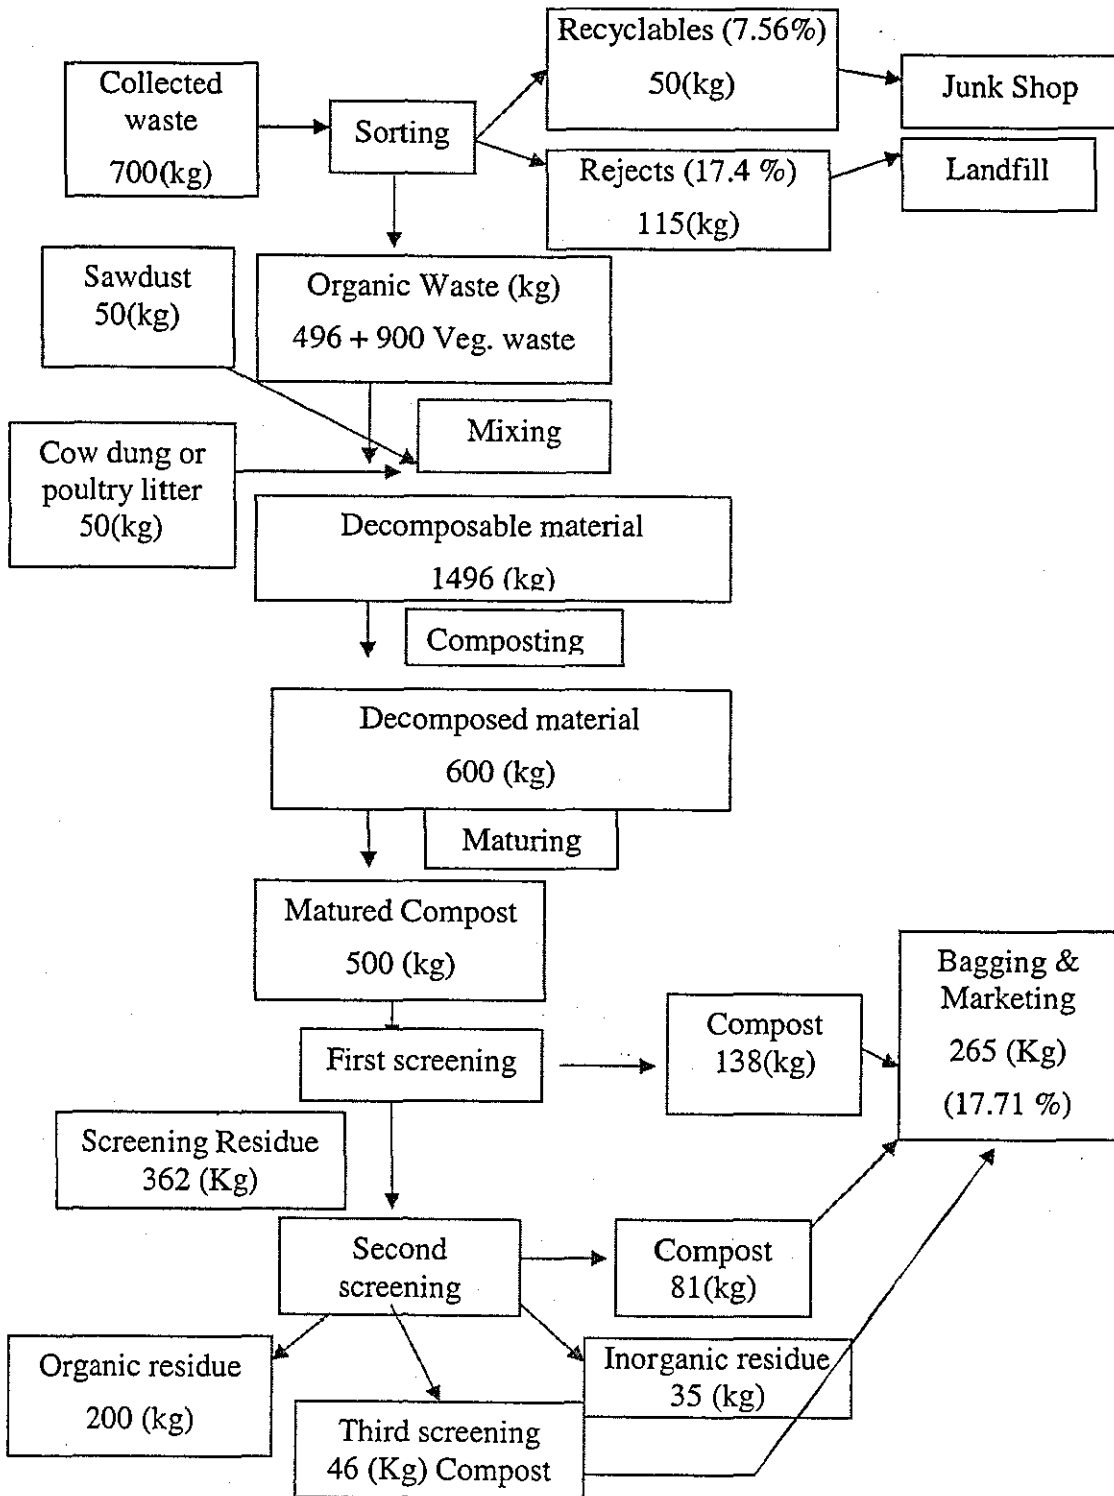 Recyclables (7.56%)
50(kg)
Collected
waste
700(kg)
Sorting
Junk Shop
Rejects (17.4 %)
115(kg)
Landfill
Sawdust
50(kg)
Organic Waste (kg)
496 + 900 Veg. waste
Mixing
Cow dung or
poultry litter
50(kg)
Decomposable material
1496 (kg)
Composting
Decomposed material
600 (kg)
Maturing
Matured Compost
500 (kg)
First screening
Compost
138(kg)
Bagging &
Marketing
265 (Kg)
(17.71 %)
Screening Residue
362 (Kg)
Second
screening
Compost
81(kg)
Organic residue
200 (kg)
Inorganic residue
35 (kg)
Third screening
46 (Kg) Compost